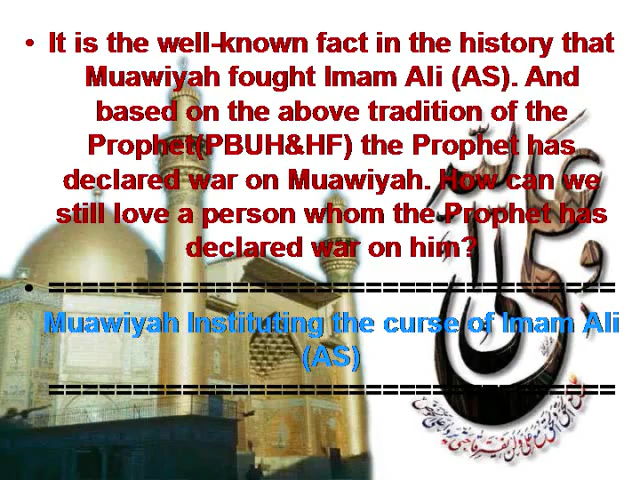 • It is the well-known fact in the history that
Muawiyah fought Imam Ali (AS). And
based on the above tradition of the
Prophet(PBUH&HF) the Prophet has
declared war on Muawiyah. How can we
still love a person whom the Prophet has
declared war on him?
• ==================================
Muawiyah Instituting the curse of Imam Ali
(AS)
==================================